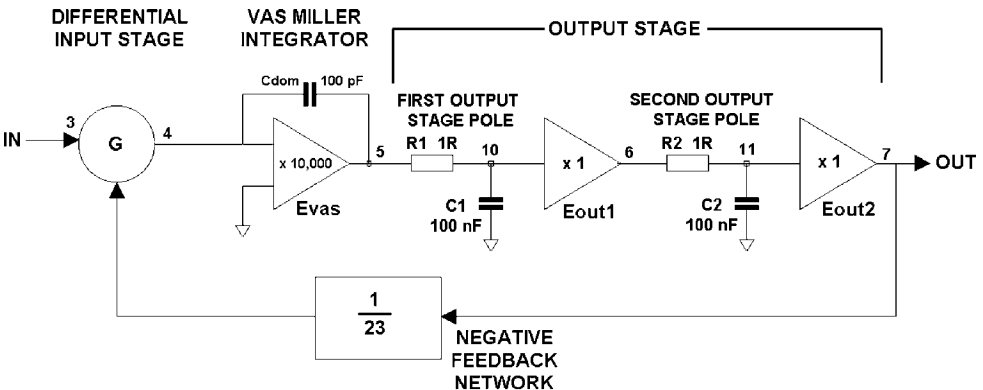 DIFFERENTIAL
INPUT STAGE
VAS MILLER
INTEGRATOR
OUTPUT STAGE
Cdom
100 pF
FIRST OUTPUT
STAGE POLE
R1 1R
SECOND OUTPUT
STAGE POLE
R2 1R
IN
3
G
4
x 10,000
5
10
x 1
6
11
x 1
7
OUT
Evas
C1
100 nF
Eout1
C2
100 nF
Eout2
1
23
NEGATIVE
FEEDBACK
NETWORK